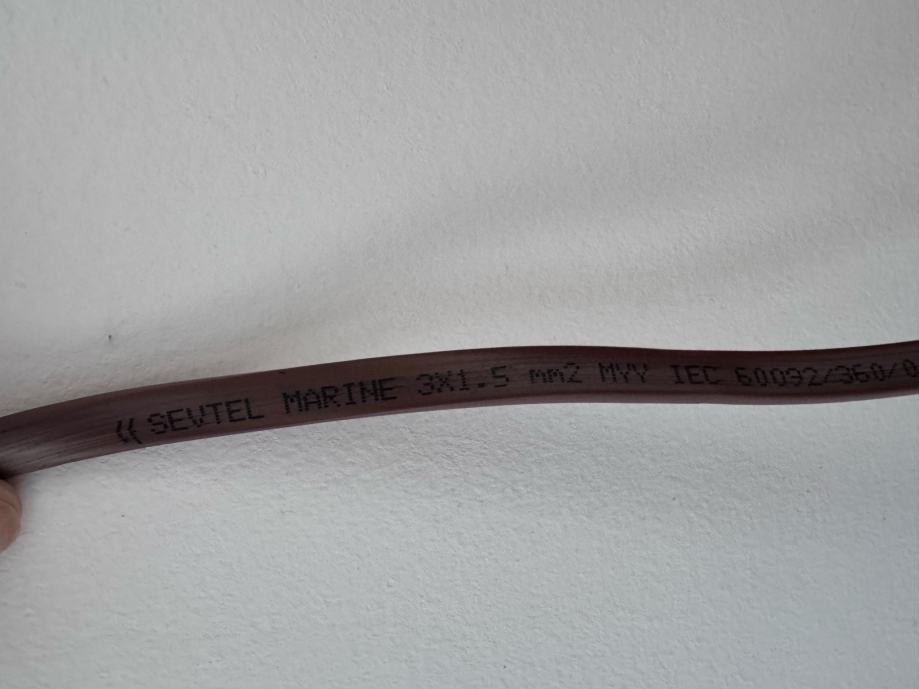 ⟪ SEVTEL MARINE 3X1.5 mm2 MYY IEC 60092/360/0